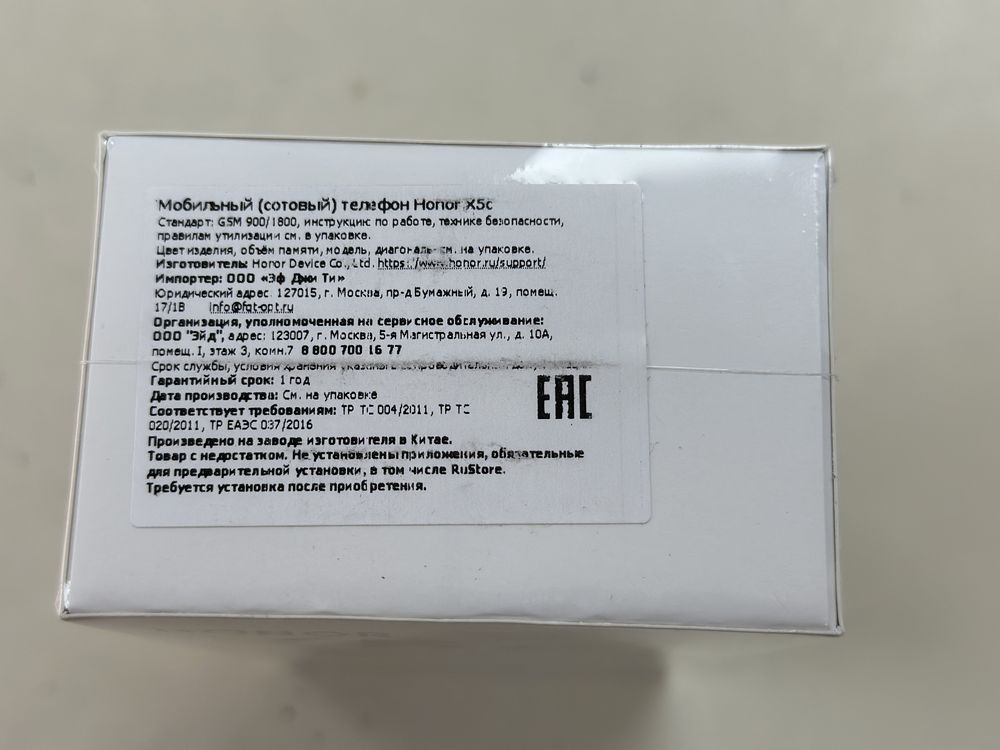 Мобильный (сотовый) телефон Honor X5c
Стандарт: GSM 900/1800, инструкцию по работе, технике безопасности,
правилам утилизации см. в упаковке.
Цвет изделия, объём памяти, модель, диагональ см. на упаковке.
Изготовитель: Honor Device Co., Ltd. https://www.honor.ru/support/
Импортер: ООО «Эф Джи Ти»
Юридический адрес: 127015, г. Москва, пр-д Бумажный, д. 19, помещ.
17/1В info@fgt-opt.ru
Организация, уполномоченная на сервисное обслуживание:
ООО "Эйд", адрес: 123007, г. Москва, 5-я Магистральная ул., д. 10А,
помещ. I, этаж 3, комн.7 8 800 700 16 77
Срок службы, условия хранения указаны в сопроводительной
Гарантийный срок: 1 год
Дата производства: См. на упаковке
Соответствует требованиям: ТР ТС 004/2011, ТР ТС
020/2011, ТР ЕАЭС 037/2016
EAC
Произведено на заводе изготовителя в Китае.
Товар с недостатком. Не установлены приложения, обязательные
для предварительной установки, в том числе RuStore.
Требуется установка после приобретения.